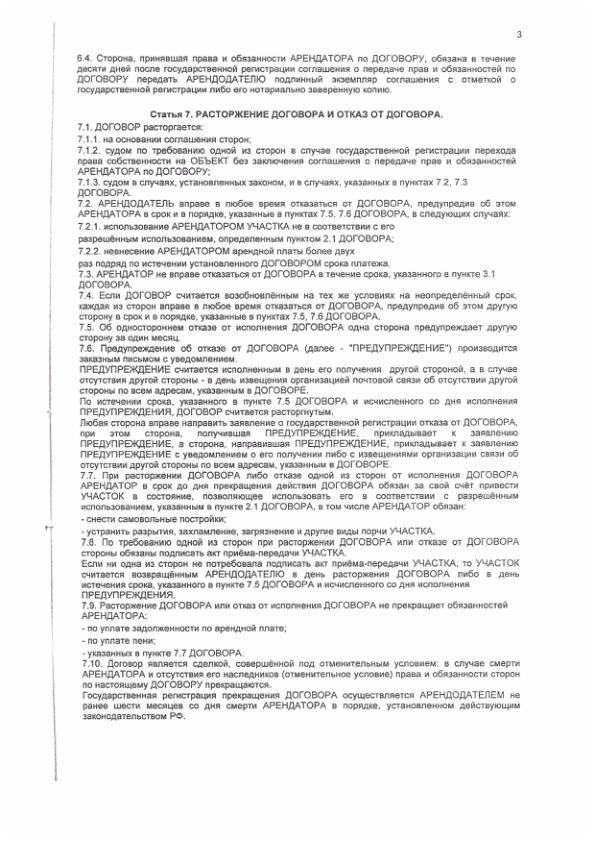 3
6.4. Сторона, принявшая права и обязанности АРЕНДАТОРА по ДОГОВОРУ, обязана в течение
десяти дней после государственной регистрации соглашения о передаче прав и обязанностей по
ДОГОВОРУ передать АРЕНДОДАТЕЛЮ подлинный экземпляр соглашения с отметкой о
государственной регистрации либо его нотариально заверенную копию.
Статья 7. РАСТОРЖЕНИЕ ДОГОВОРА И ОТКАЗ ОТ ДОГОВОРА.
7.1. ДОГОВОР расторгается:
7.1.1. на основании соглашения сторон;
7.1.2. судом по требованию одной из сторон в случае государственной регистрации перехода
права собственности на ОБЪЕКТ без заключения соглашения о передаче прав и обязанностей
АРЕНДАТОРА по ДОГОВОРУ;
7.1.3. судом в случаях, установленных законом, и в случаях, указанных в пунктах 7.2, 7.3
ДОГОВОРА.
7.2. АРЕНДОДАТЕЛЬ вправе в любое время отказаться от ДОГОВОРА, предупредив об этом
АРЕНДАТОРА в срок и в порядке, указанные в пунктах 7.5, 7.6 ДОГОВОРА, в следующих случаях:
7.2.1. использование АРЕНДАТОРОМ УЧАСТКА не в соответствии с его
разрешённым использованием, определенным пунктом 2.1 ДОГОВОРА;
7.2.2. невнесение АРЕНДАТОРОМ арендной платы более двух
раз подряд по истечении установленного ДОГОВОРОМ срока платежа.
7.3. АРЕНДАТОР не вправе отказаться от ДОГОВОРА в течение срока, указанного в пункте 3.1
ДОГОВОРА.
7.4. Если ДОГОВОР считается возобновлённым на тех же условиях на неопределённый срок,
каждая из сторон вправе в любое время отказаться от ДОГОВОРА, предупредив об этом другую
сторону в срок и в порядке, указанные в пунктах 7.5, 7.6 ДОГОВОРА.
7.5. Об одностороннем отказе от исполнения ДОГОВОРА одна сторона предупреждает другую
сторону за один месяц.
7.6. Предупреждение об отказе от ДОГОВОРА (далее - "ПРЕДУПРЕЖДЕНИЕ") производится
заказным письмом с уведомлением.
ПРЕДУПРЕЖДЕНИЕ считается исполненным в день его получения другой стороной, а в случае
отсутствия другой стороны - в день извещения организацией почтовой связи об отсутствии другой
стороны по всем адресам, указанным в ДОГОВОРЕ.
По истечении срока, указанного в пункте 7.5 ДОГОВОРА и исчисленного со дня исполнения
ПРЕДУПРЕЖДЕНИЯ, ДОГОВОР считается расторгнутым.
Любая сторона вправе направить заявление о государственной регистрации отказа от ДОГОВОРА,
при этом сторона, получившая ПРЕДУПРЕЖДЕНИЕ, прикладывает к заявлению
ПРЕДУПРЕЖДЕНИЕ, а сторона, направившая ПРЕДУПРЕЖДЕНИЕ, прикладывает к заявлению
ПРЕДУПРЕЖДЕНИЕ с уведомлением о его получении либо с извещениями организации связи об
отсутствии другой стороны по всем адресам, указанным в ДОГОВОРЕ.
7.7. При расторжении ДОГОВОРА либо отказе одной из сторон от исполнения ДОГОВОРА
АРЕНДАТОР в срок до дня прекращения действия ДОГОВОРА обязан за свой счёт привести
УЧАСТОК в состояние, позволяющее использовать его в соответствии с разрешённым
использованием, указанным в пункте 2.1 ДОГОВОРА, в том числе АРЕНДАТОР обязан:
- снести самовольные постройки;
- устранить разрытия, захламление, загрязнение и другие виды порчи УЧАСТКА.
7.8. По требованию одной из сторон при расторжении ДОГОВОРА или отказе от ДОГОВОРА
стороны обязаны подписать акт приёма-передачи УЧАСТКА.
Если ни одна из сторон не потребовала подписать акт приёма-передачи УЧАСТКА, то УЧАСТОК
считается возвращённым АРЕНДОДАТЕЛЮ в день расторжения ДОГОВОРА либо в день
истечения срока, указанного в пункте 7.5 ДОГОВОРА и исчисленного со дня исполнения
ПРЕДУПРЕЖДЕНИЯ.
7.9. Расторжение ДОГОВОРА или отказ от исполнения ДОГОВОРА не прекращает обязанностей
АРЕНДАТОРА:
- по уплате задолженности по арендной плате;
- по уплате пени;
- указанных в пункте 7.7 ДОГОВОРА.
7.10. Договор является сделкой, совершённой под отменительным условием: в случае смерти
АРЕНДАТОРА и отсутствия его наследников (отменительное условие) права и обязанности сторон
по настоящему ДОГОВОРУ прекращаются.
Государственная регистрация прекращения ДОГОВОРА осуществляется АРЕНДОДАТЕЛЕМ не
ранее шести месяцев со дня смерти АРЕНДАТОРА в порядке, установленном действующим
законодательством РФ.